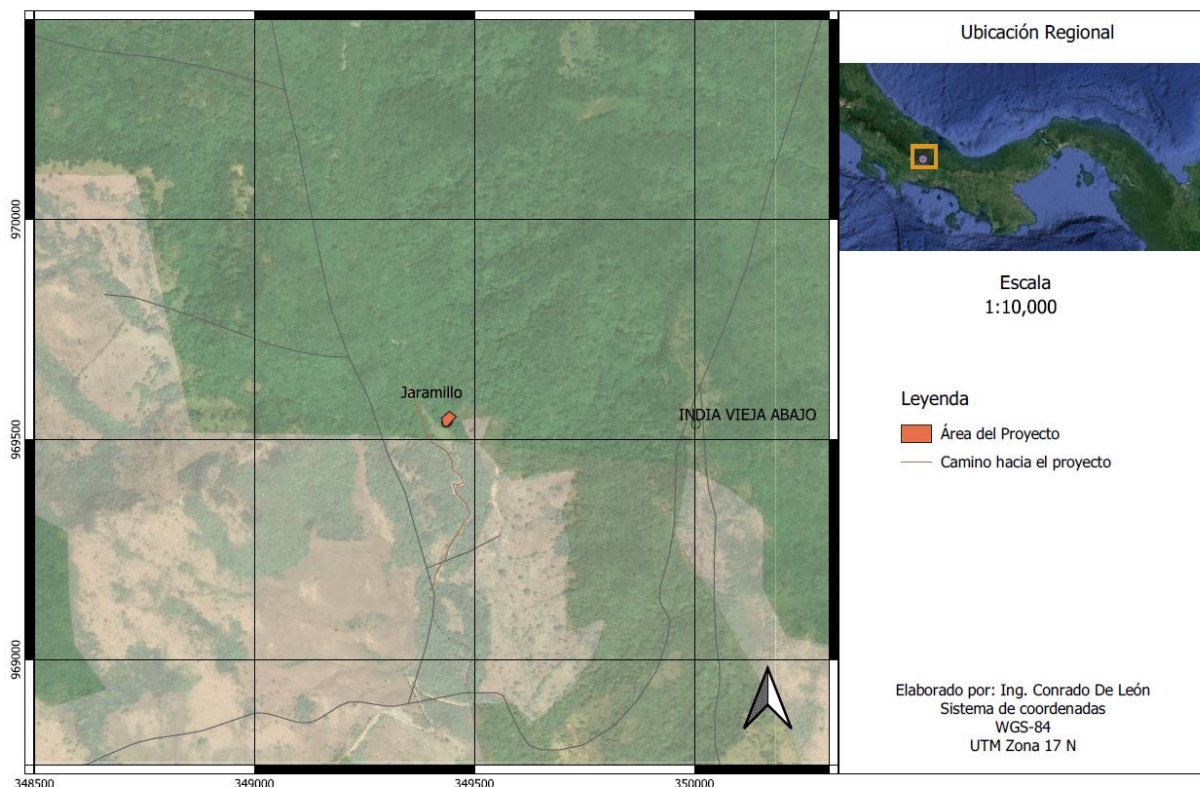 Ubicación Regional
Escala
1:10,000
Leyenda
Área del Proyecto
Camino hacia el proyecto
Elaborado por: Ing. Conrado De León
Sistema de coordenadas
WGS-84
UTM Zona 17 N
Jaramillo
INDIA VIEJA ABAJO
970000
969500
969000
348500
349000
349500
350000